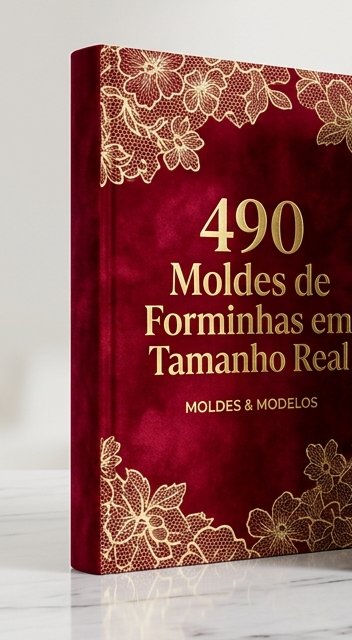 490
Moldes de
Forminhas em
Tamanho Real
MOLDES & MODELOS